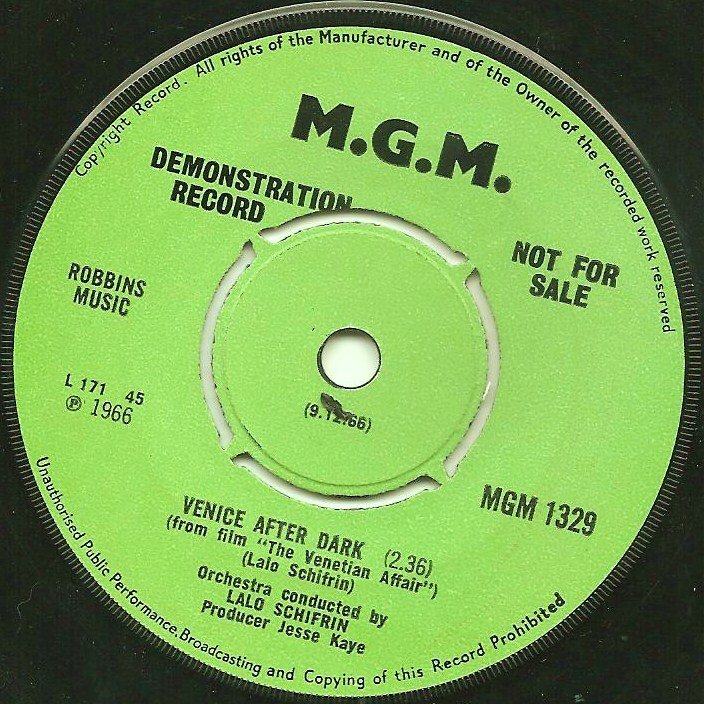 Copyright Record. All rights of the Manufacturer and of the Owner of the recorded work reserved
M.G.M.
DEMONSTRATION
RECORD
NOT FOR
SALE
ROBBINS
MUSIC
L 171 45
℗ 1966
(9.12.66)
MGM 1329
VENICE AFTER DARK (2.36)
(from film "The Venetian Affair")
(Lalo Schifrin)
Orchestra conducted by
LALO SCHIFRIN
Producer Jesse Kaye
Unauthorised Public Performance, Broadcasting and Copying of this Record Prohibited